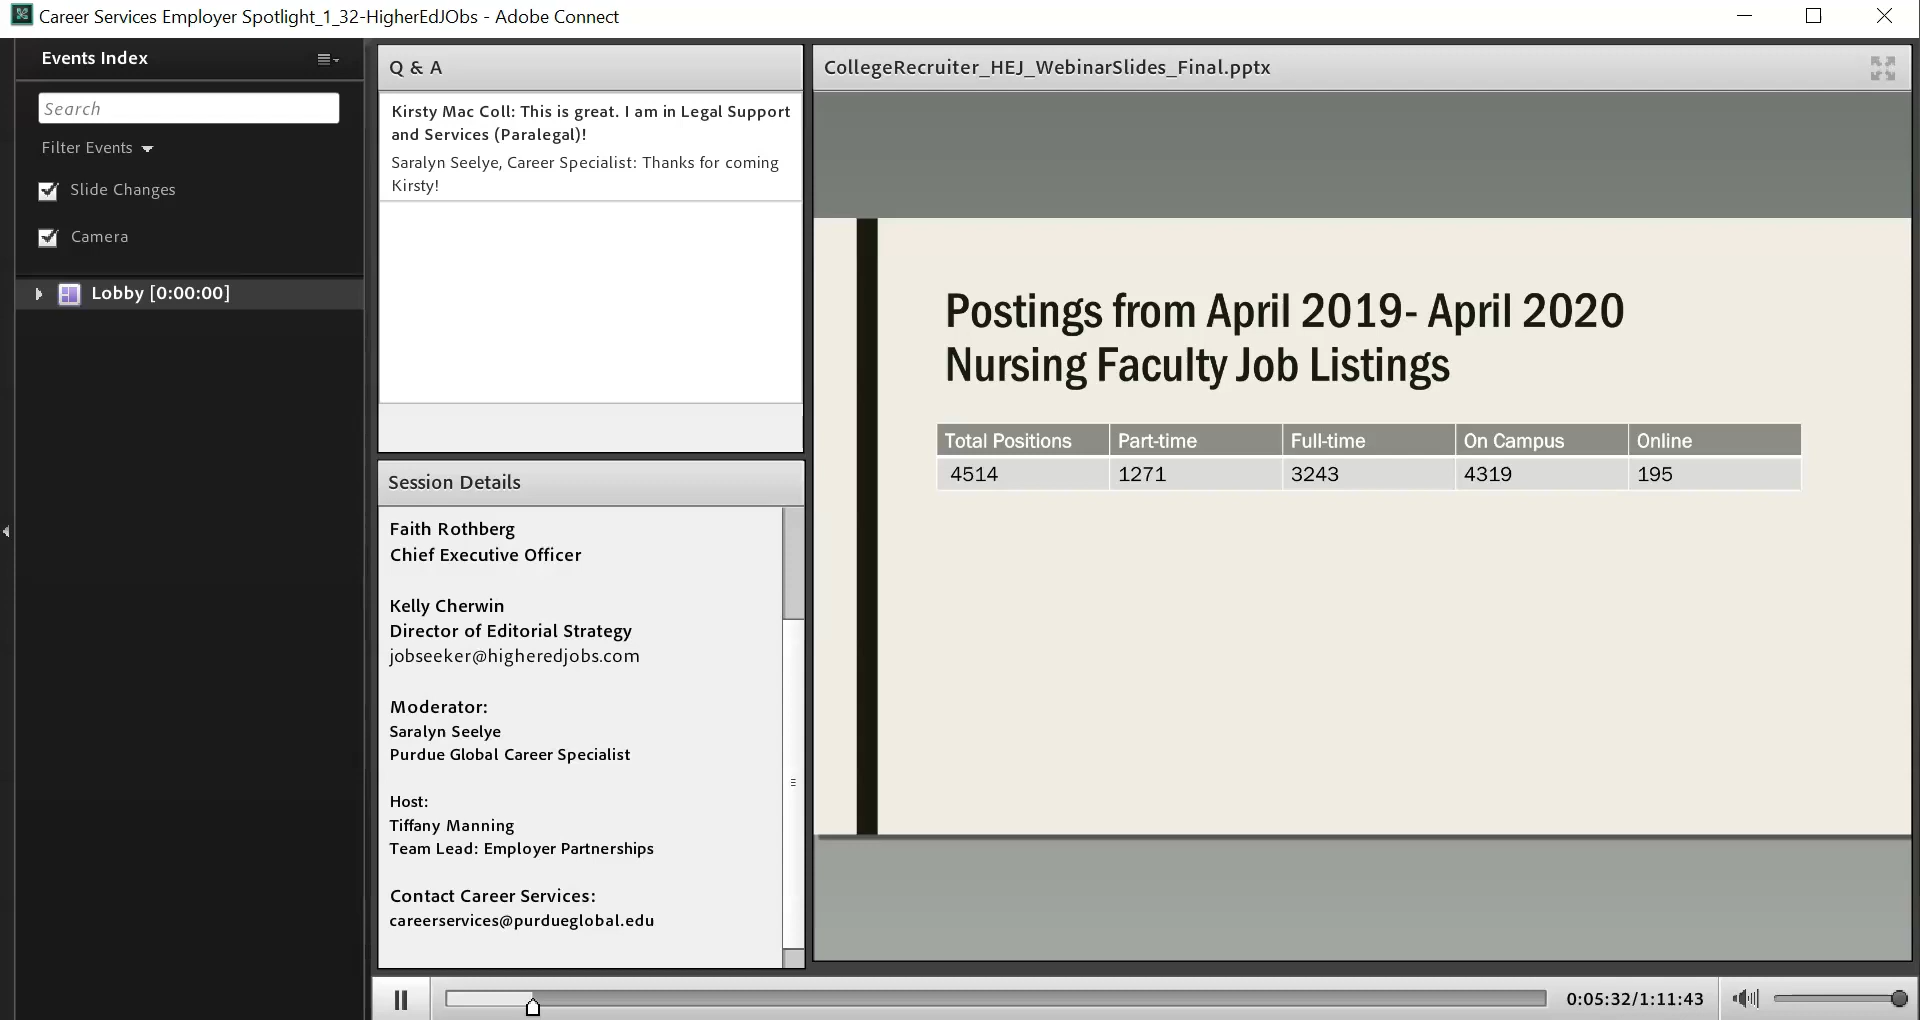 Career Services Employer Spotlight_1_32-HigherEdJObs - Adobe Connect
Events Index
Search
Filter Events
Slide Changes
Camera
Lobby [0:00:00]
Q & A
Kirsty Mac Coll: This is great. I am in Legal Support
and Services (Paralegal)!
Saralyn Seelye, Career Specialist: Thanks for coming
Kirsty!
Session Details
Faith Rothberg
Chief Executive Officer
Kelly Cherwin
Director of Editorial Strategy
jobseeker@higheredjobs.com
Moderator:
Saralyn Seelye
Purdue Global Career Specialist
Host:
Tiffany Manning
Team Lead: Employer Partnerships
Contact Career Services:
careerservices@purdueglobal.edu
CollegeRecruiter_HEJ_WebinarSlides_Final.pptx
Postings from April 2019- April 2020
Nursing Faculty Job Listings
Total Positions Part-time Full-time On Campus Online
4514 1271 3243 4319 195
0:05:32/1:11:43